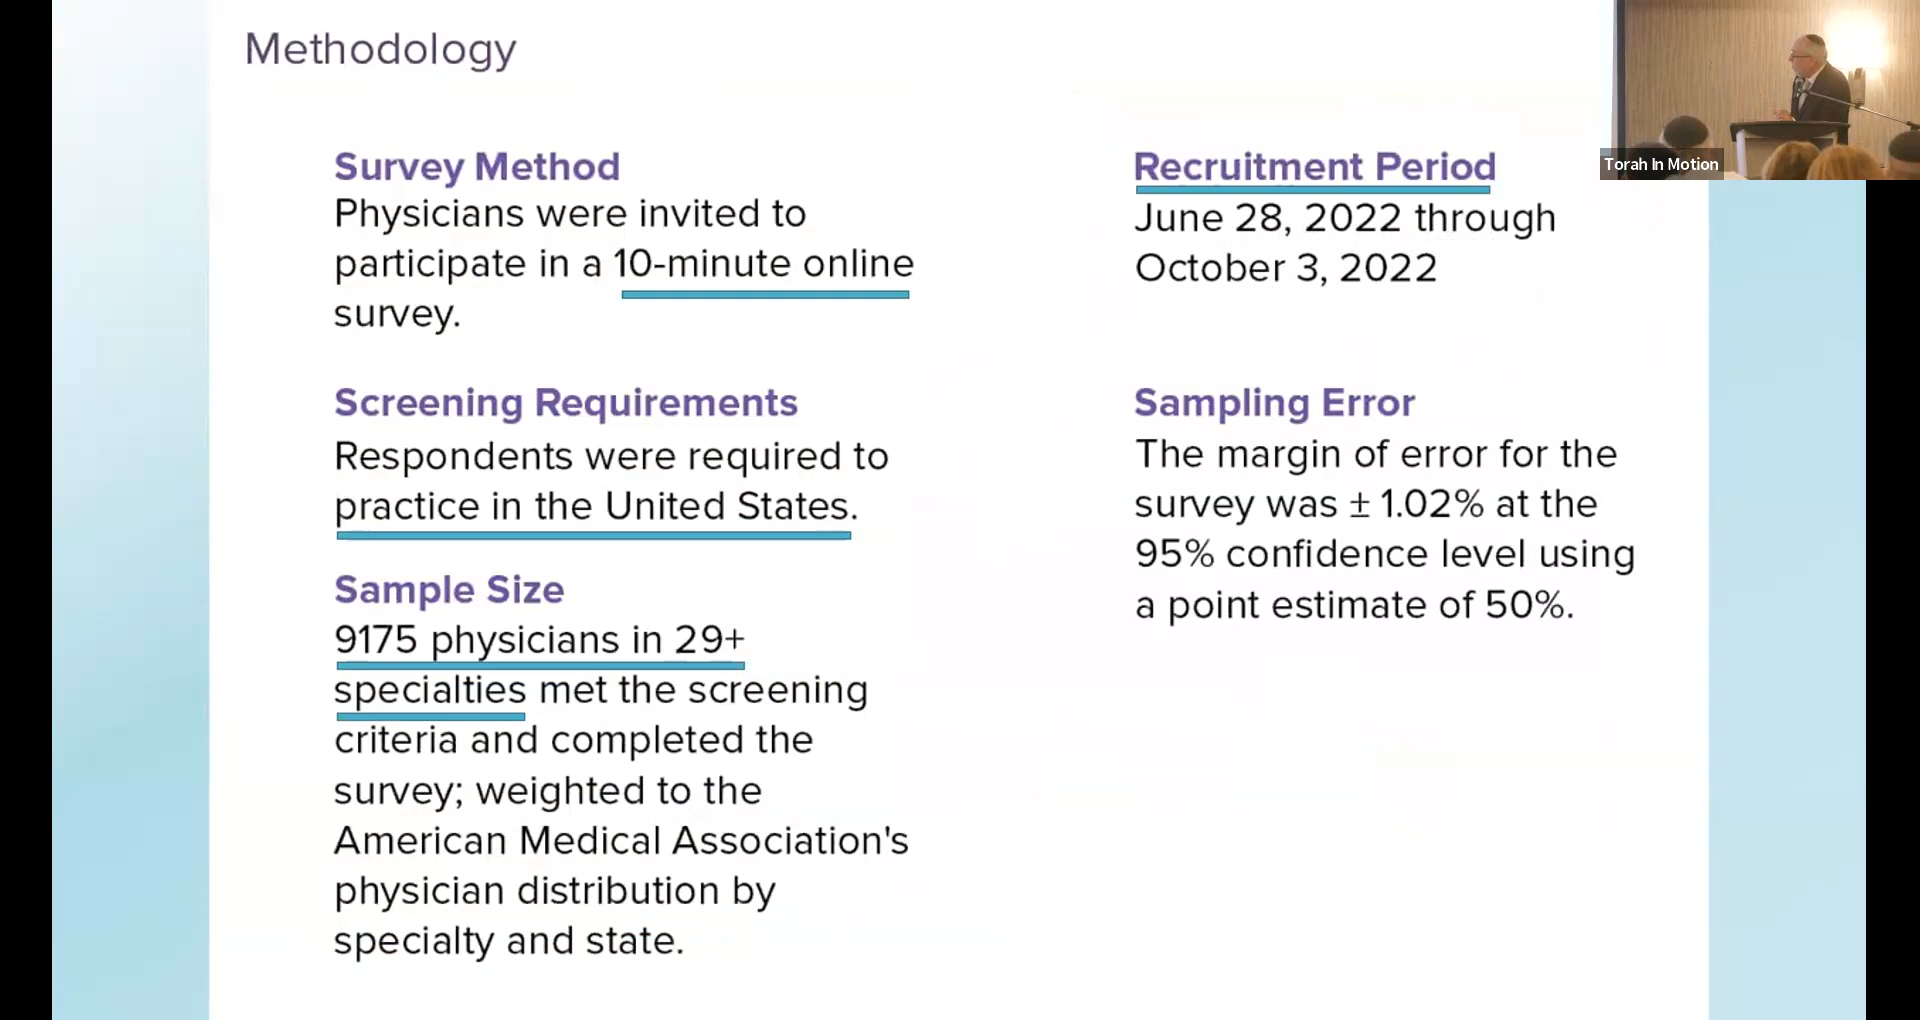 Methodology
Survey Method
Physicians were invited to
participate in a 10-minute online
survey.
Screening Requirements
Respondents were required to
practice in the United States.
Sample Size
9175 physicians in 29+
specialties met the screening
criteria and completed the
survey; weighted to the
American Medical Association's
physician distribution by
specialty and state.
Recruitment Period
June 28, 2022 through
October 3, 2022
Sampling Error
The margin of error for the
survey was ± 1.02% at the
95% confidence level using
a point estimate of 50%.
Torah In Motion